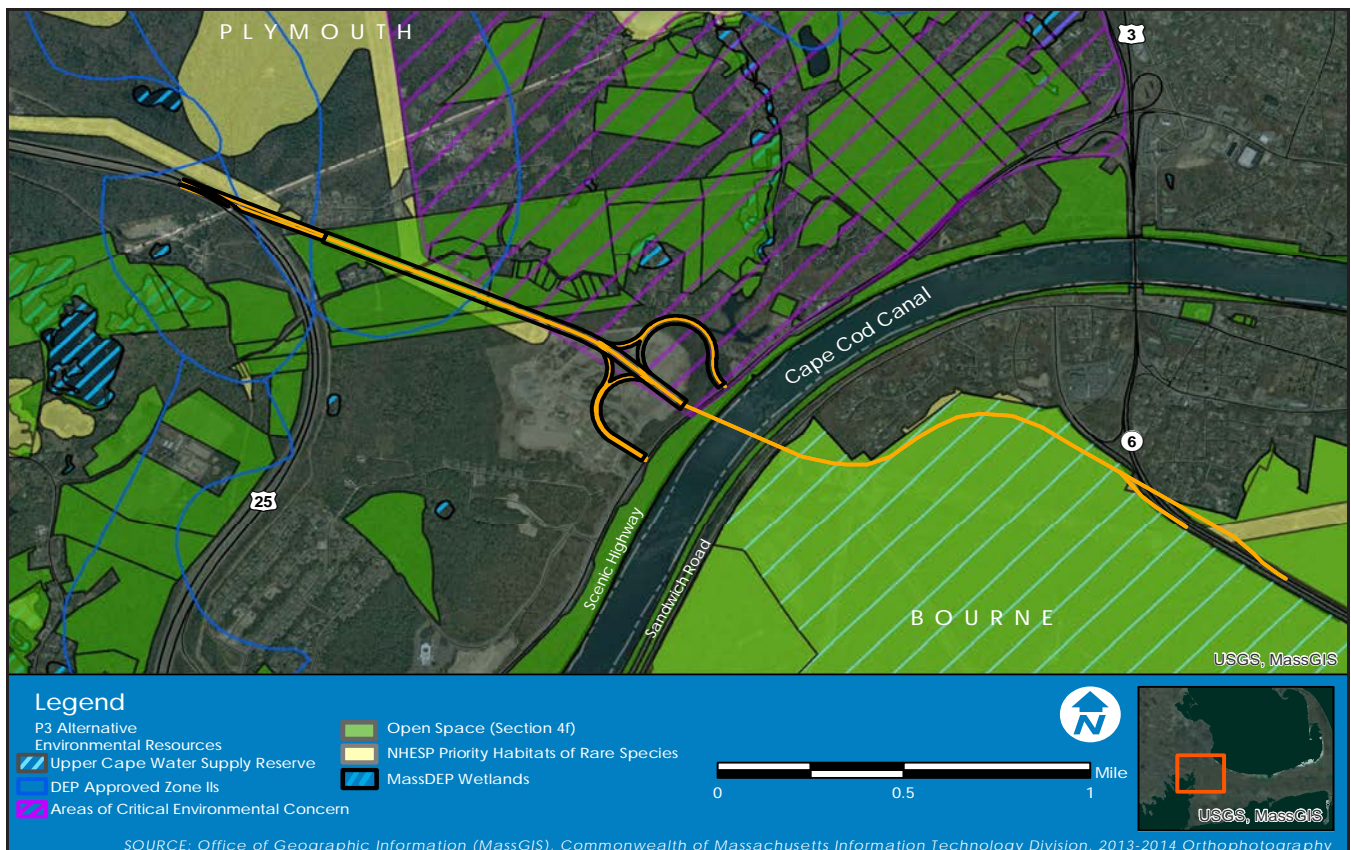 PLYMOUTH
3
Cape Cod Canal
6
25
Scenic Highway
Sandwich Road
BOURNE
USGS, MassGIS
Legend
P3 Alternative
Environmental Resources
Upper Cape Water Supply Reserve
DEP Approved Zone IIs
Areas of Critical Environmental Concern
Open Space (Section 4f)
NHESP Priority Habitats of Rare Species
MassDEP Wetlands
N
Mile
0 0.5 1
USGS, MassGIS
SOURCE: Office of Geographic Information (MassGIS), Commonwealth of Massachusetts Information Technology Division, 2013-2014 Orthophotography